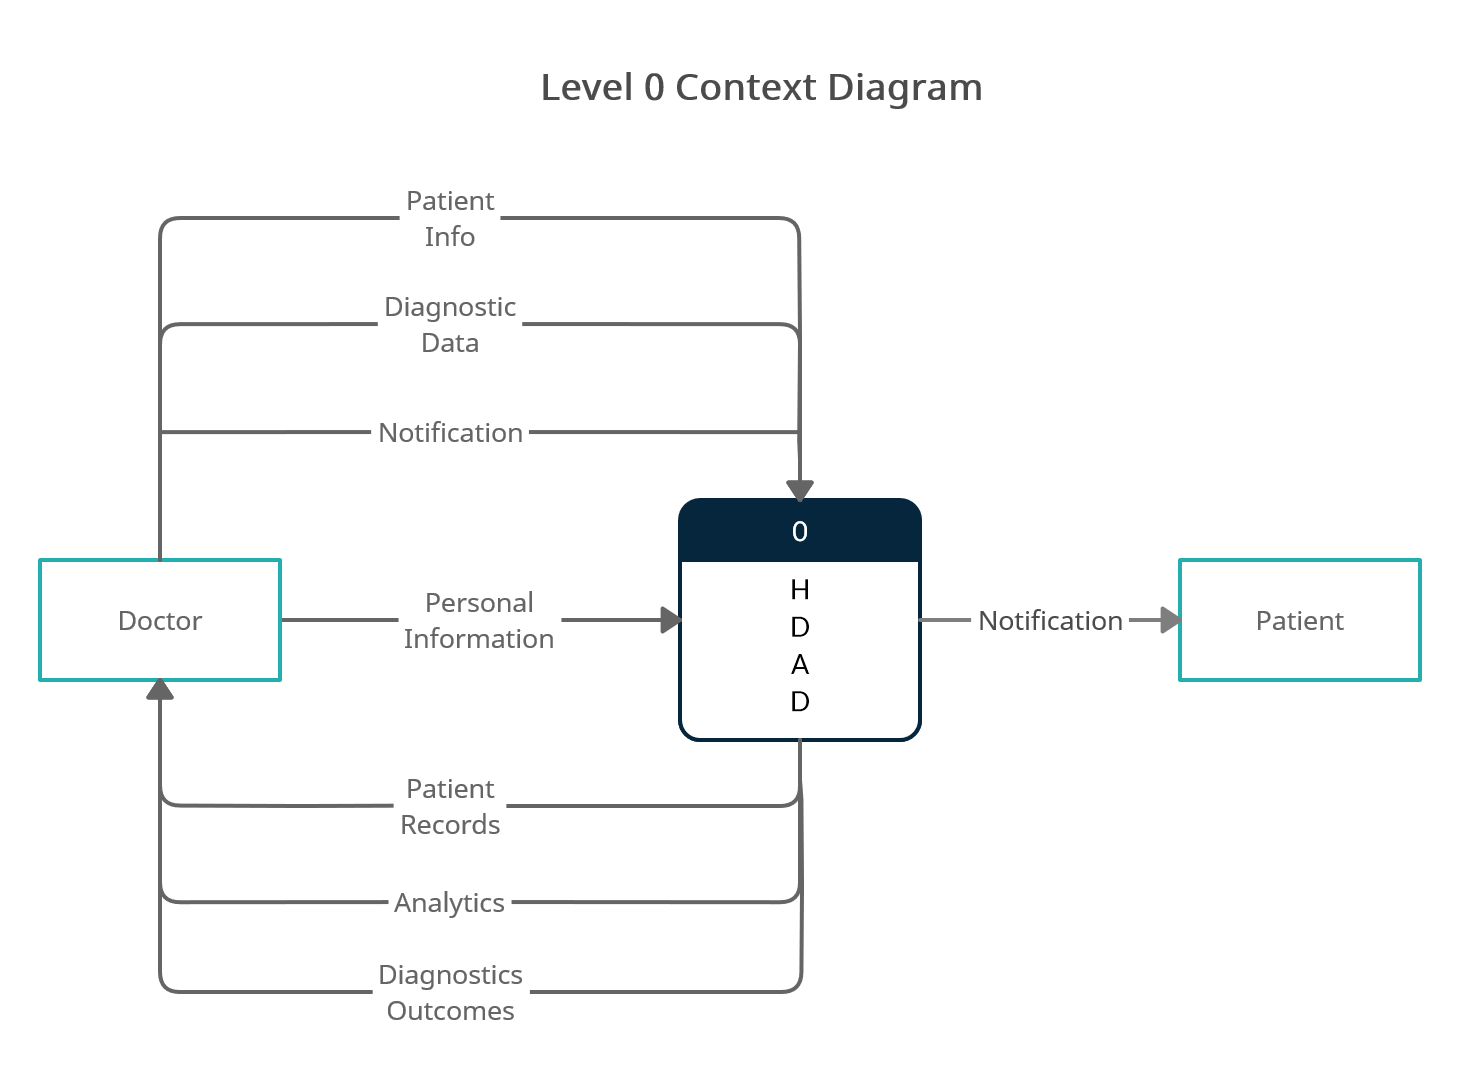 Level 0 Context Diagram
Patient
Info
Diagnostic
Data
Notification
0
H
D
A
D
Doctor
Personal
Information
Notification
Patient
Patient
Records
Analytics
Diagnostics
Outcomes